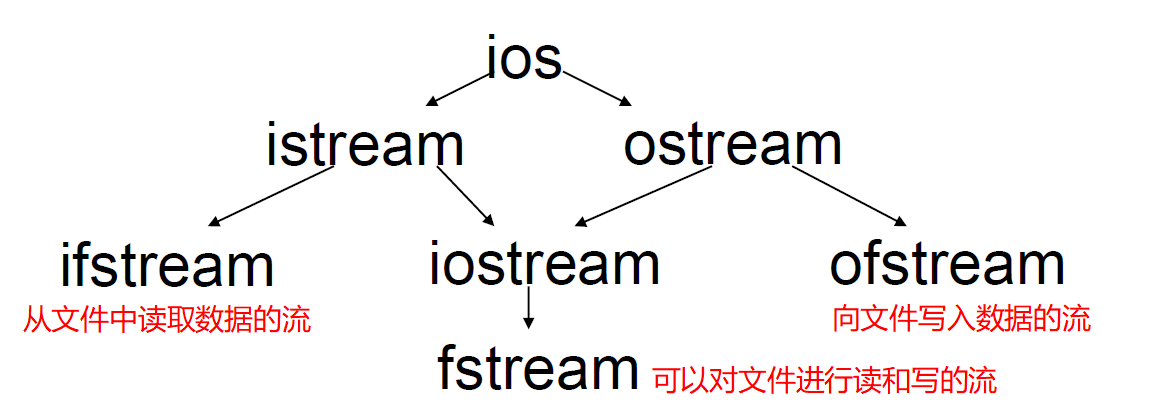 ios
istream
ostream
ifstream
iostream
ofstream
从文件中读取数据的流
向文件写入数据的流
fstream 可以对文件进行读和写的流